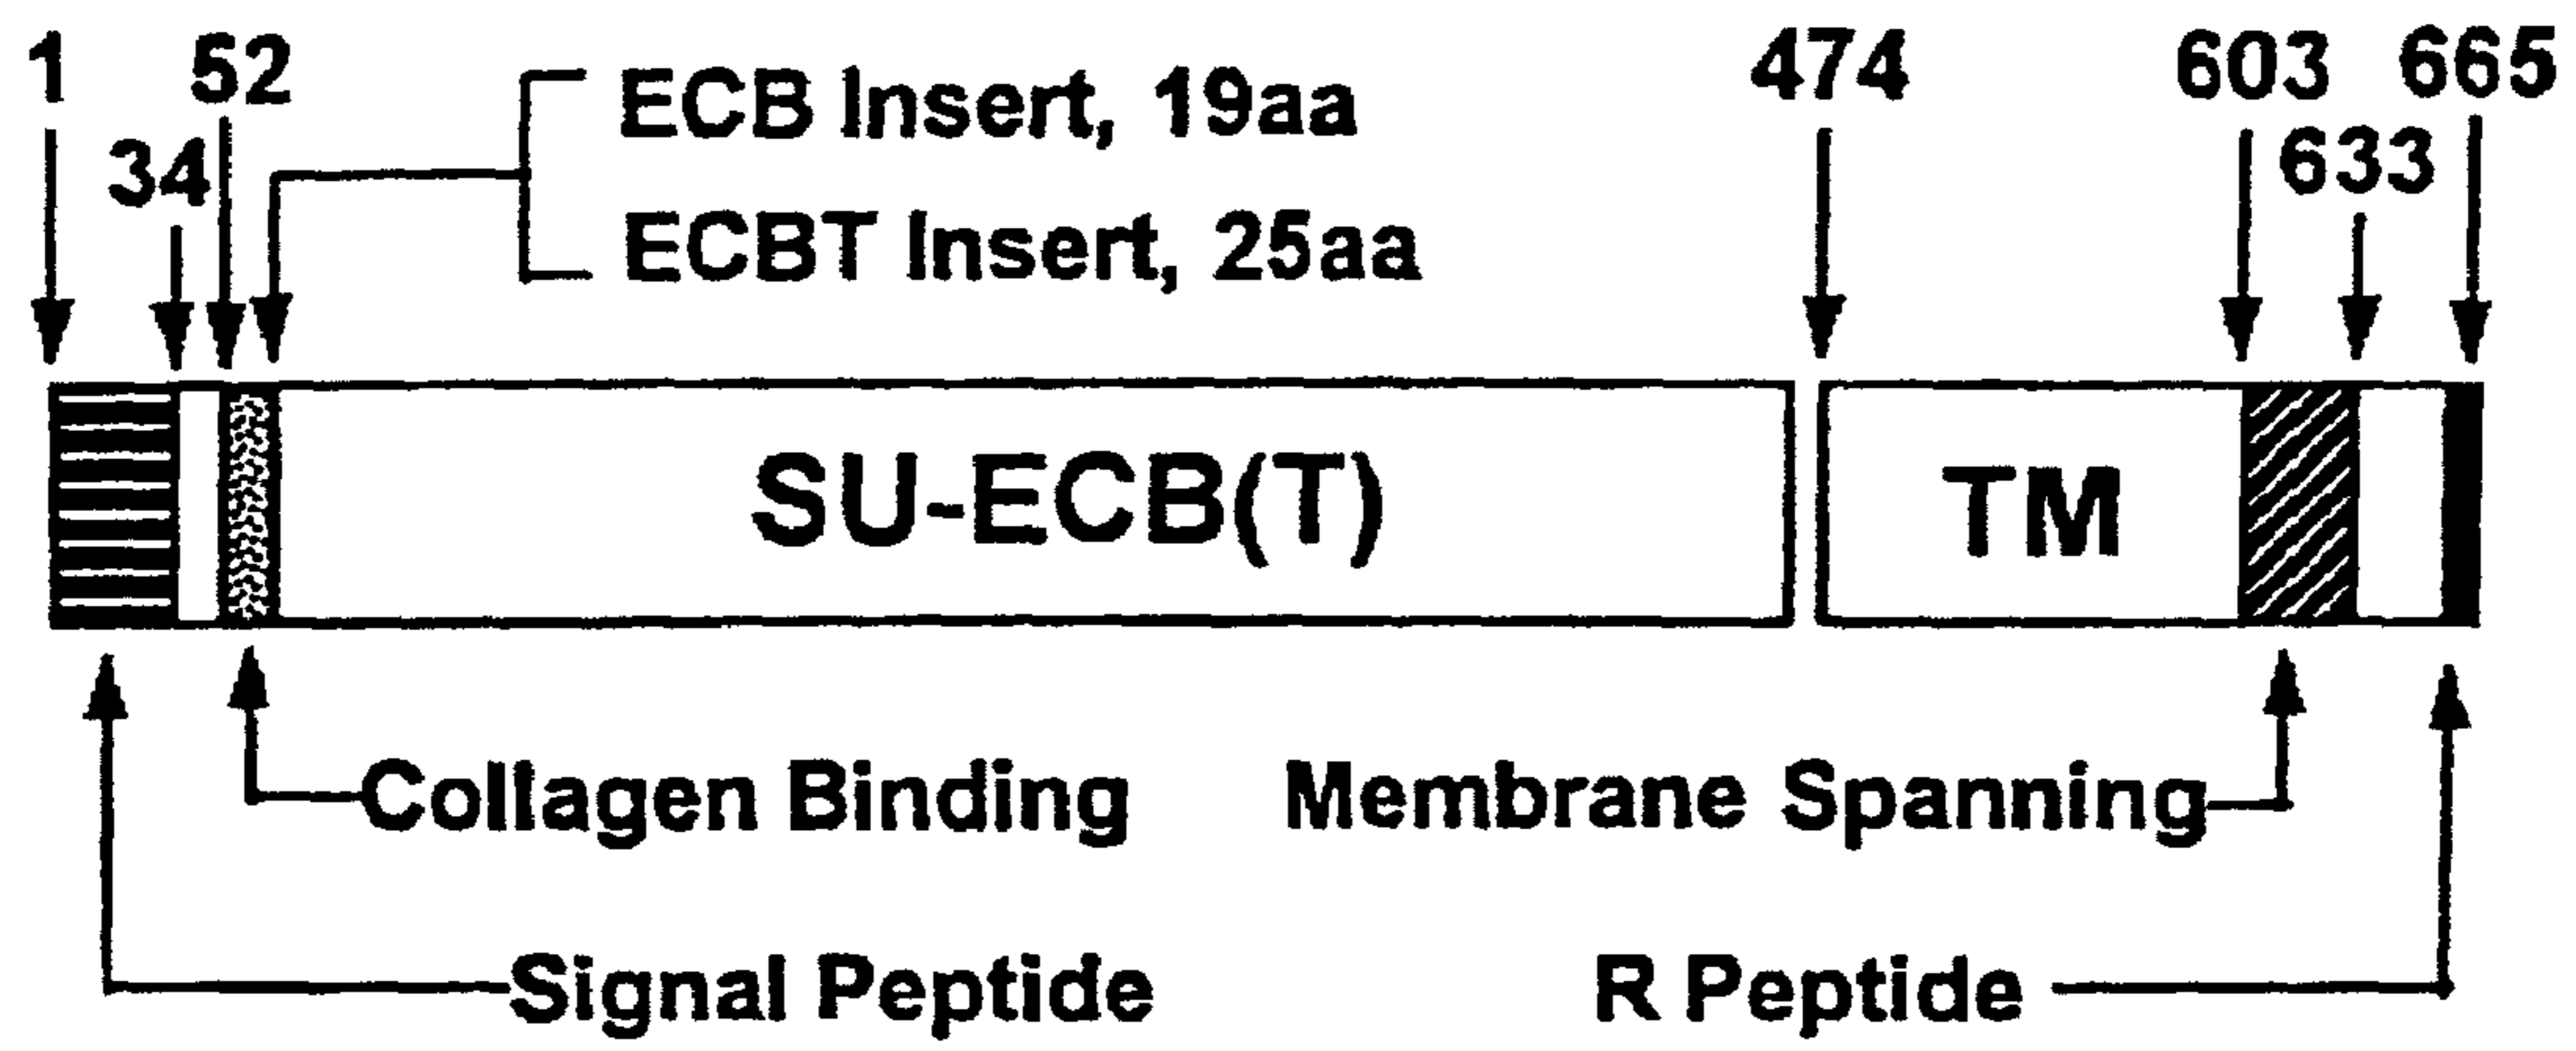 1
52
ECB Insert, 19aa
474
603
665
34
633
ECBT Insert, 25aa
SU-ECB(T)
TM
Collagen Binding
Membrane Spanning
Signal Peptide
R Peptide